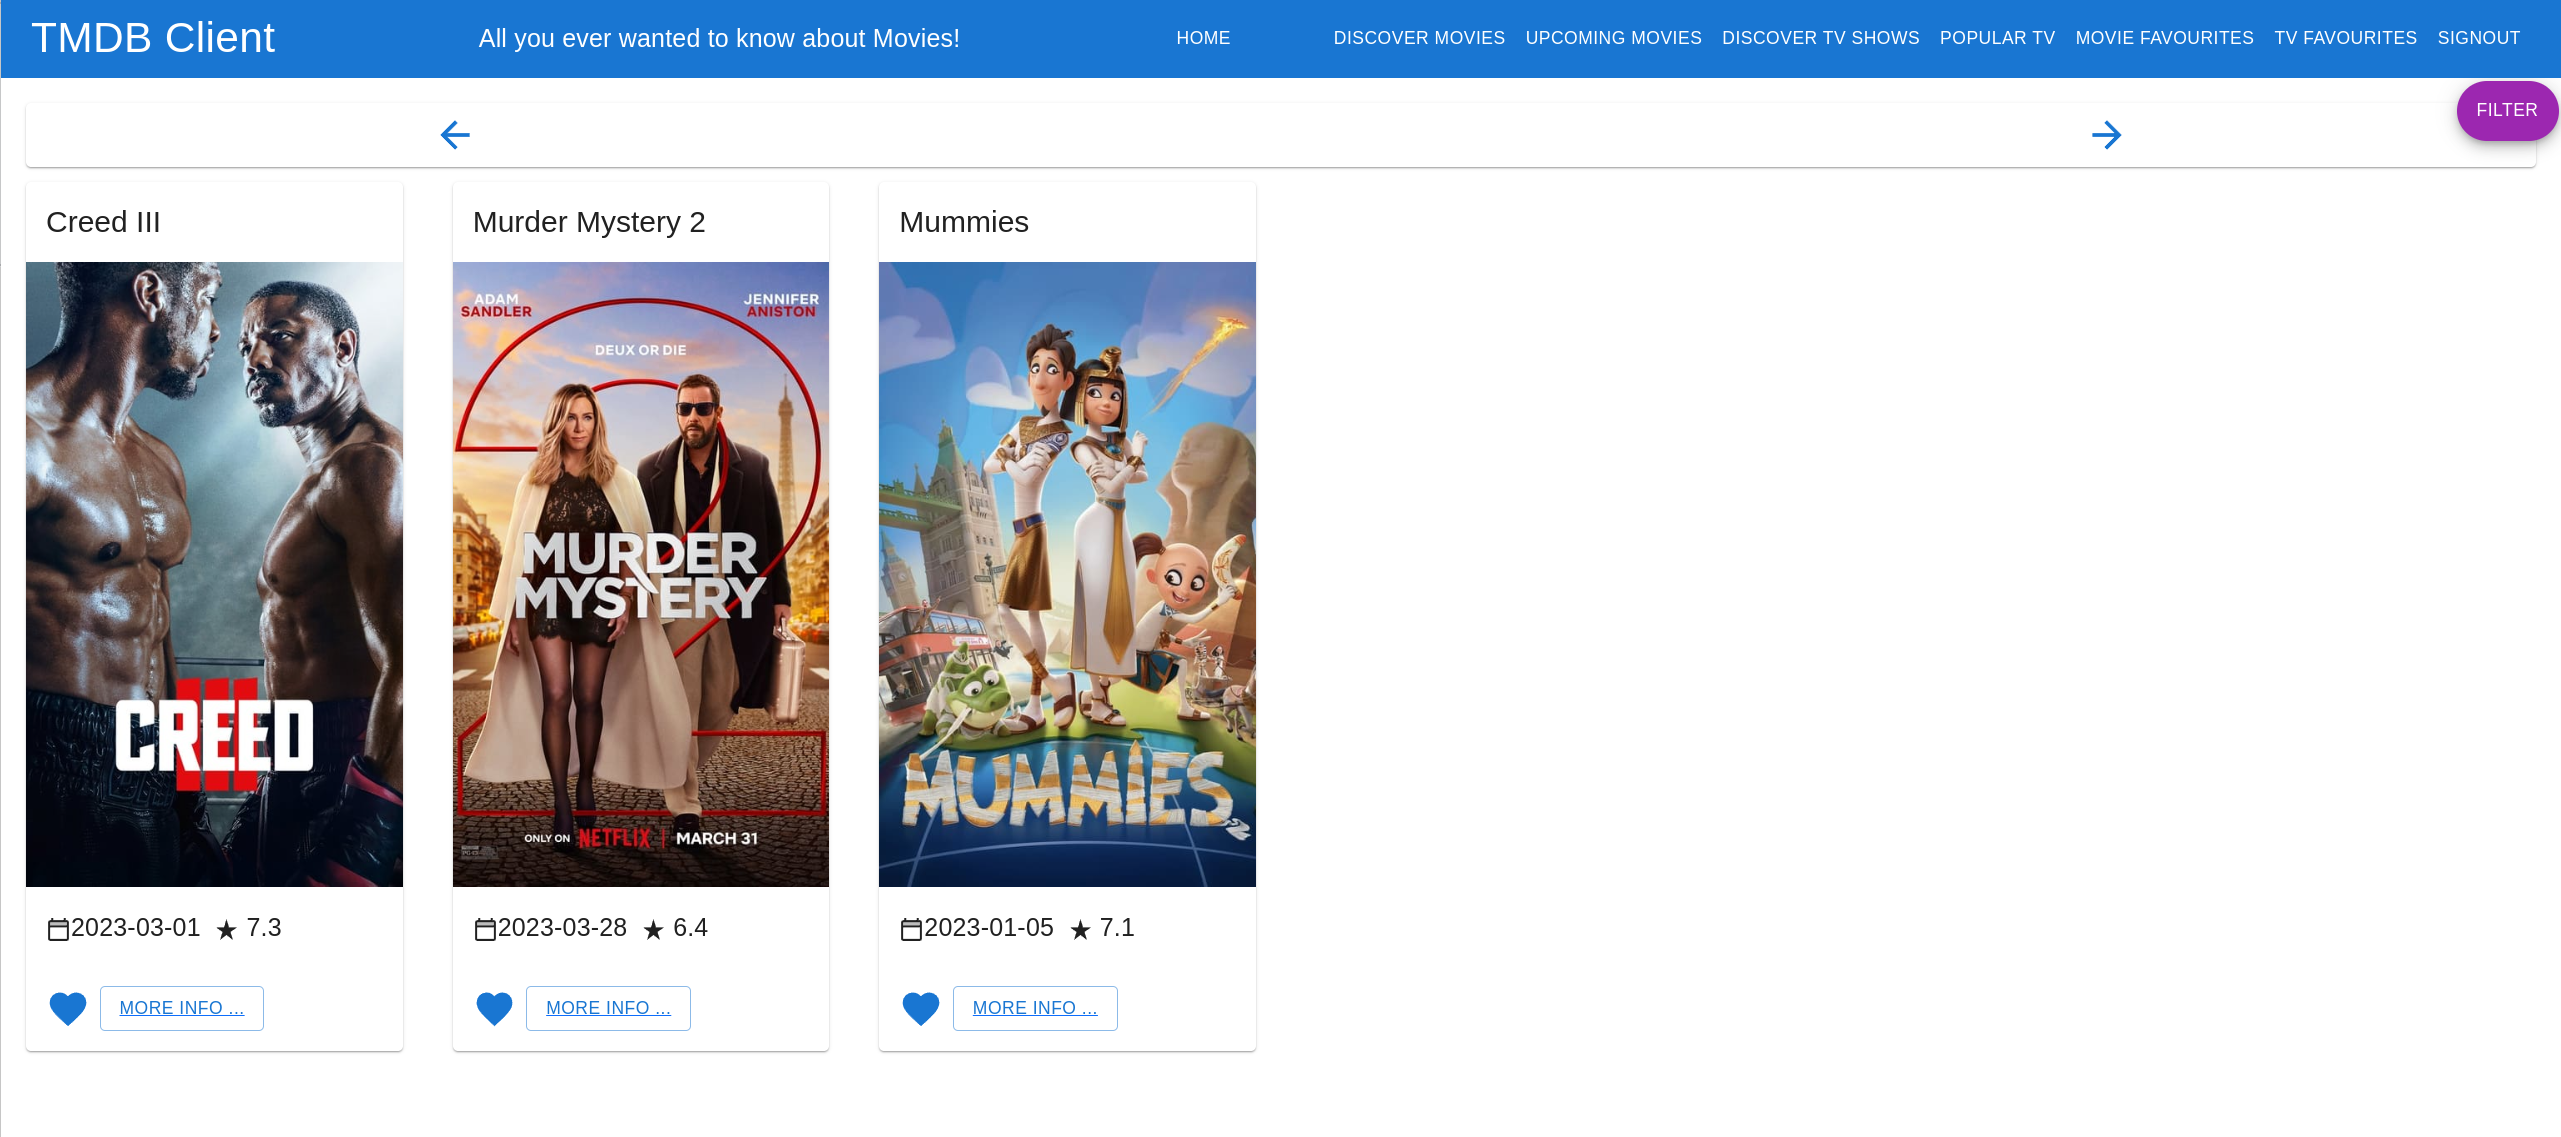 TMDB Client
All you ever wanted to know about Movies!
HOME
DISCOVER MOVIES
UPCOMING MOVIES
DISCOVER TV SHOWS
POPULAR TV
MOVIE FAVOURITES
TV FAVOURITES
SIGNOUT
FILTER
Creed III
CREED
III
2023-03-01 ★ 7.3
MORE INFO ...
Murder Mystery 2
ADAM
SANDLER
JENNIFER
ANISTON
DEUX OR DIE
2
MURDER
MYSTERY
ONLY ON NETFLIX | MARCH 31
2023-03-28 ★ 6.4
MORE INFO ...
Mummies
MUMMIES
2023-01-05 ★ 7.1
MORE INFO ...